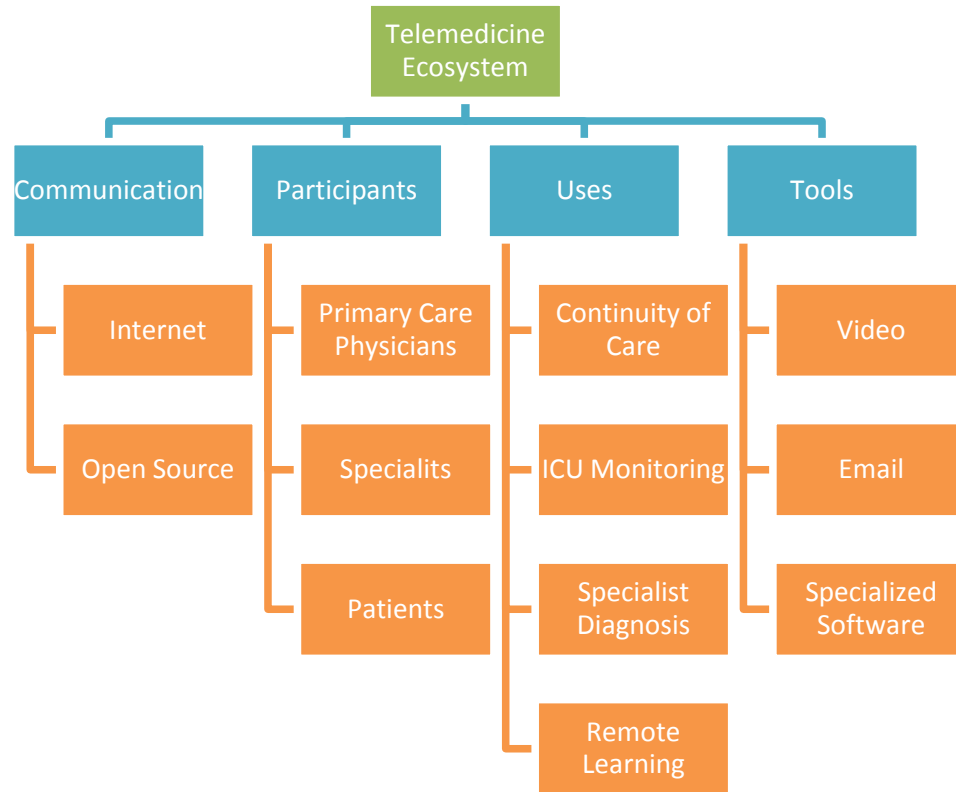 Telemedicine
Ecosystem
Communication
Participants
Uses
Tools
Internet
Open Source
Primary Care
Physicians
Specialits
Patients
Continuity of
Care
ICU Monitoring
Specialist
Diagnosis
Remote
Learning
Video
Email
Specialized
Software